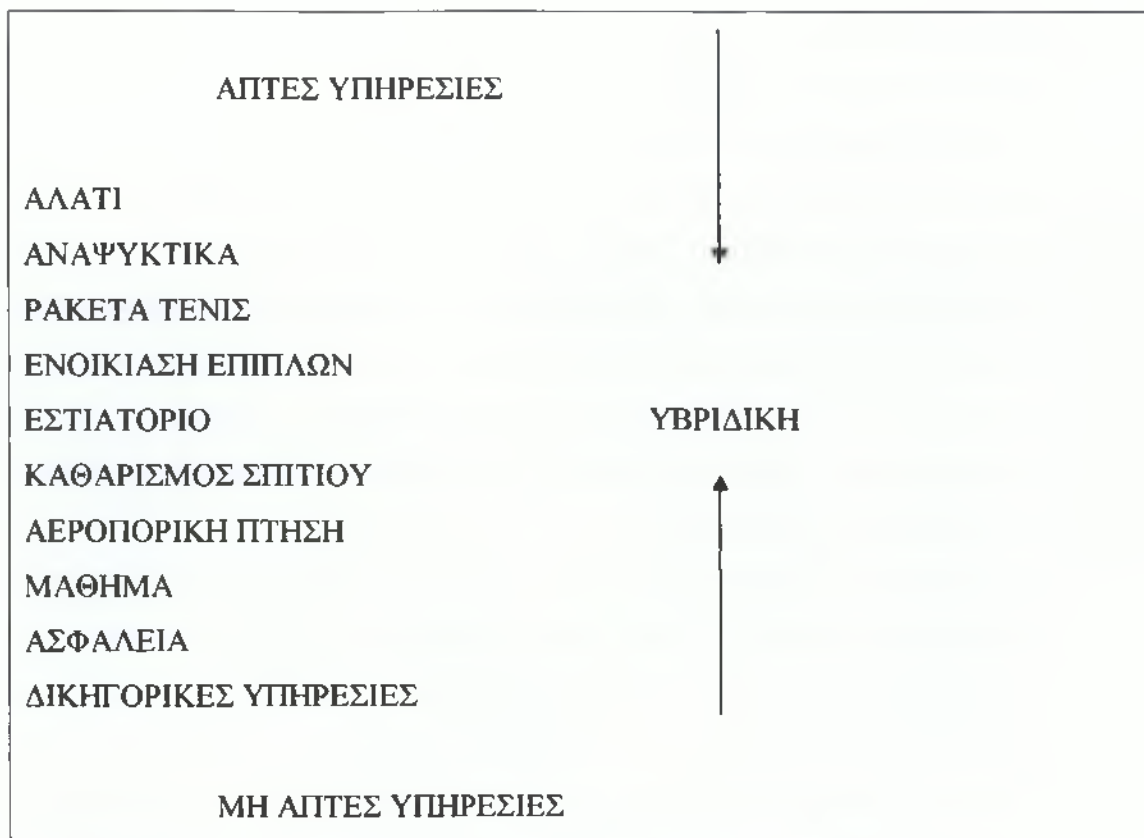 ΑΠΤΕΣ ΥΠΗΡΕΣΙΕΣ
ΑΛΑΤΙ
ΑΝΑΨΥΚΤΙΚΑ
ΡΑΚΕΤΑ ΤΕΝΙΣ
ΕΝΟΙΚΙΑΣΗ ΕΠΙΠΛΩΝ
ΕΣΤΙΑΤΟΡΙΟ ΥΒΡΙΔΙΚΗ
ΚΑΘΑΡΙΣΜΟΣ ΣΠΙΤΙΟΥ
ΑΕΡΟΠΟΡΙΚΗ ΠΤΗΣΗ
ΜΑΘΗΜΑ
ΑΣΦΑΛΕΙΑ
ΔΙΚΗΓΟΡΙΚΕΣ ΥΠΗΡΕΣΙΕΣ
ΜΗ ΑΠΤΕΣ ΥΠΗΡΕΣΙΕΣ